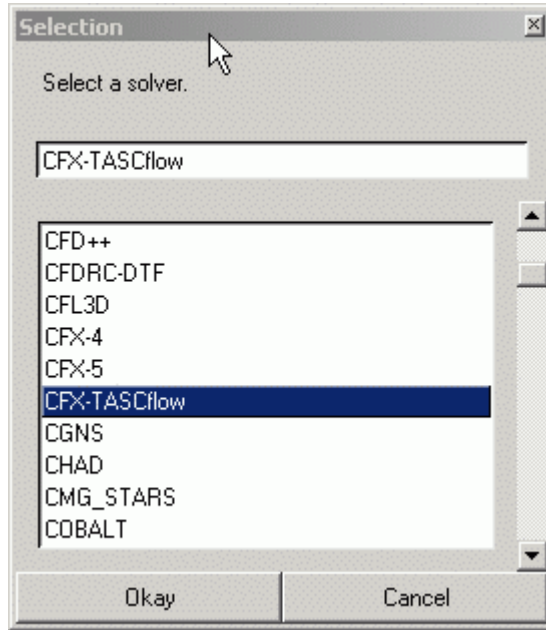 Selection
Select a solver.
CFX-TASCflow
CFD++
CFDRC-DTF
CFL3D
CFX-4
CFX-5
CFX-TASCflow
CGNS
CHAD
CMG_STARS
COBALT
Okay Cancel